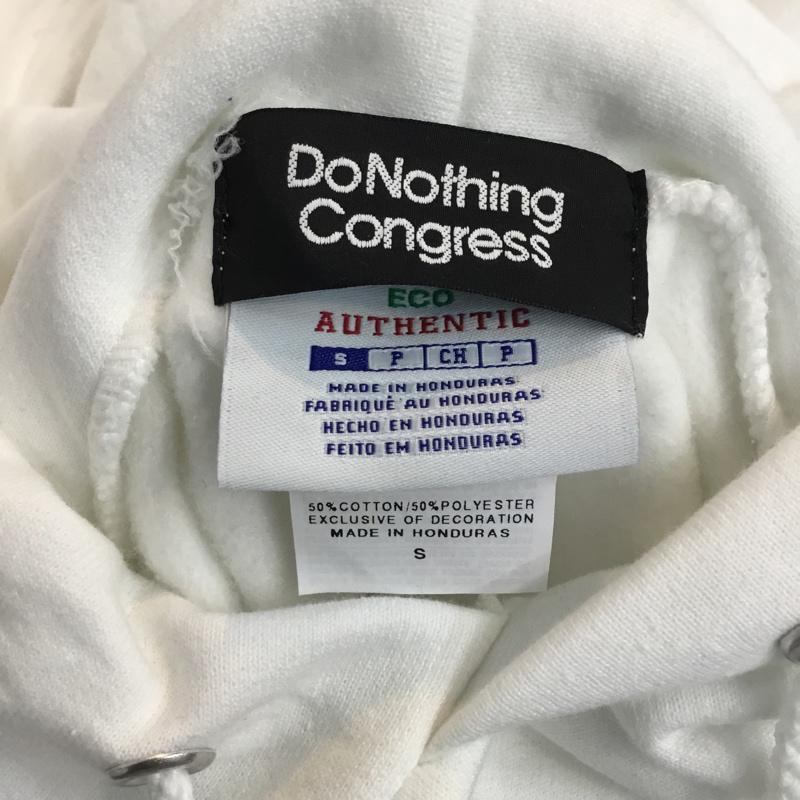 DoNothing
Congress
ECO
AUTHENTIC
S P CH P
MADE IN HONDURAS
FABRIQUÉ AU HONDURAS
HECHO EN HONDURAS
FEITO EM HONDURAS
50%COTTON/50%POLYESTER
EXCLUSIVE OF DECORATION
MADE IN HONDURAS
S